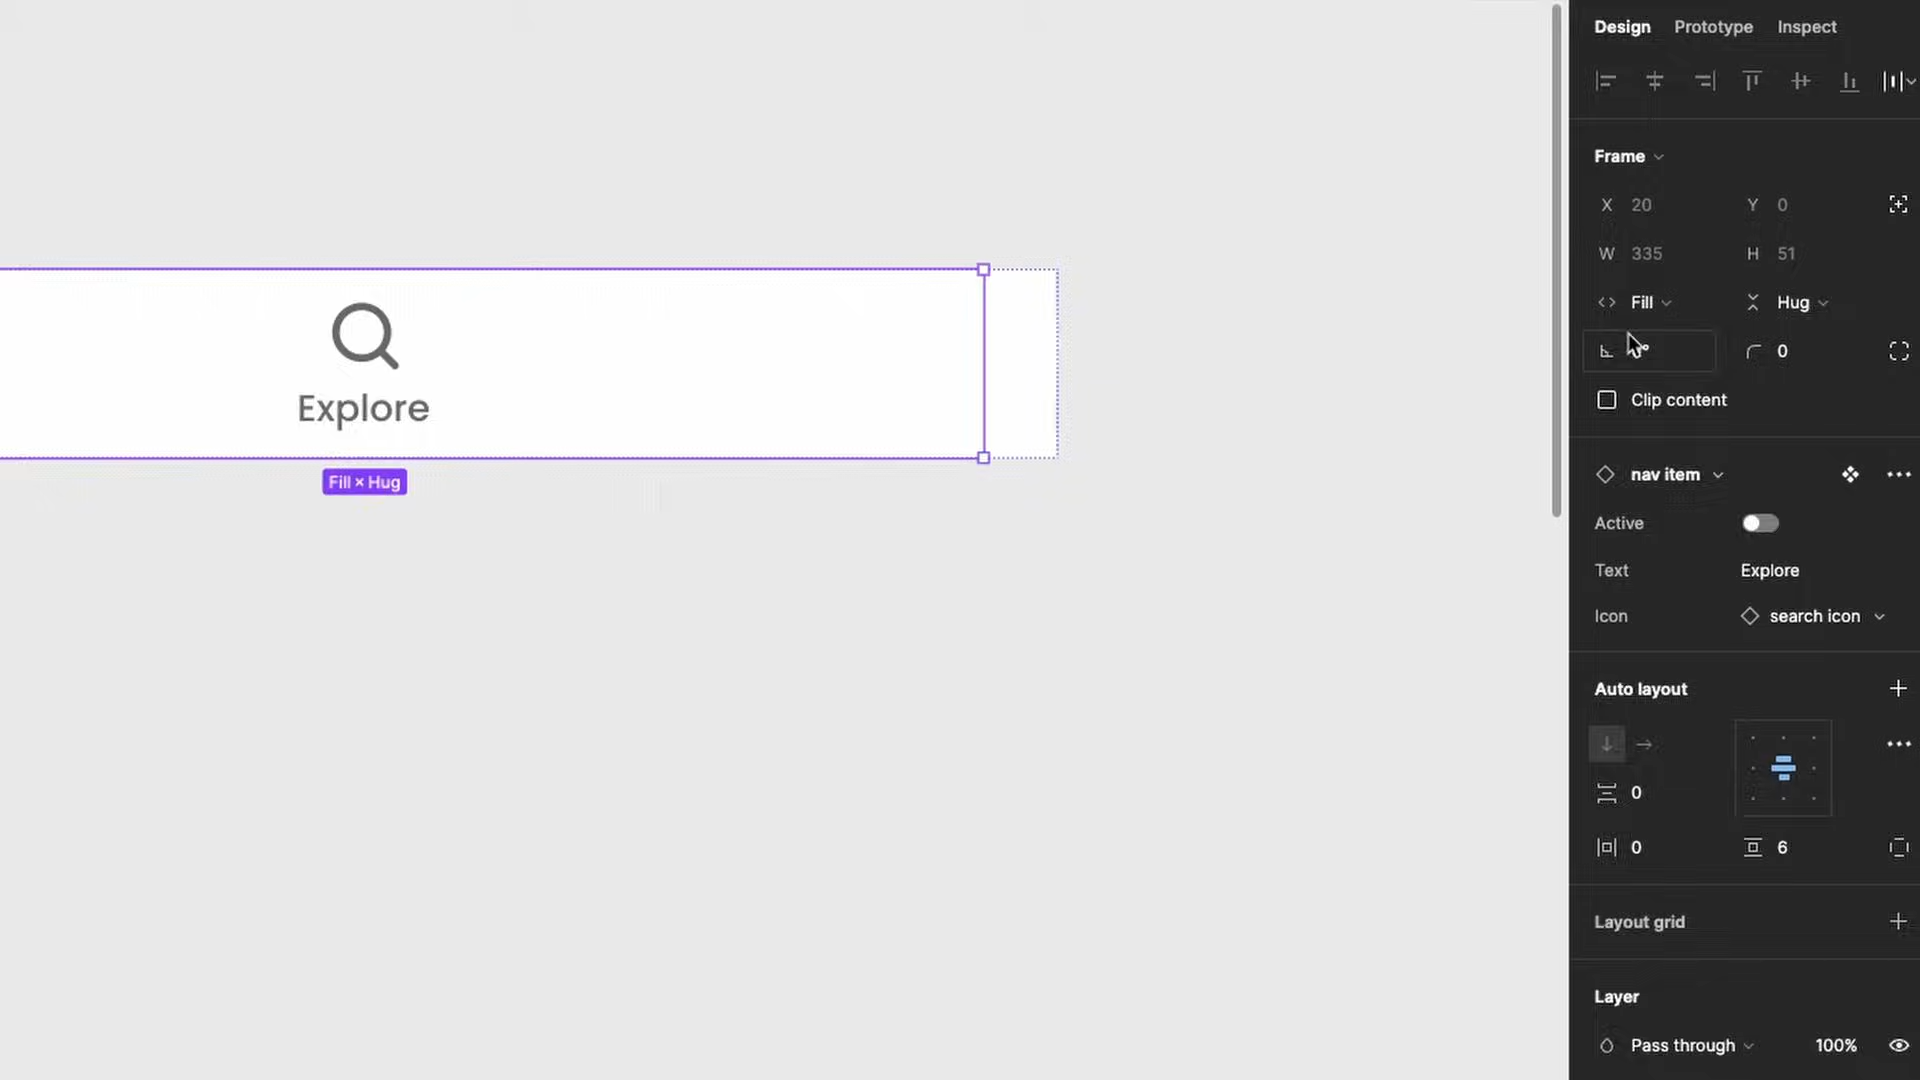 Design Prototype Inspect
Frame
X 20 Y 0
W 335 H 51
Fill Hug
0
Clip content
Explore
Fill × Hug
nav item
Active
Text Explore
Icon search icon
Auto layout
0
0 6
Layout grid
Layer
Pass through 100%